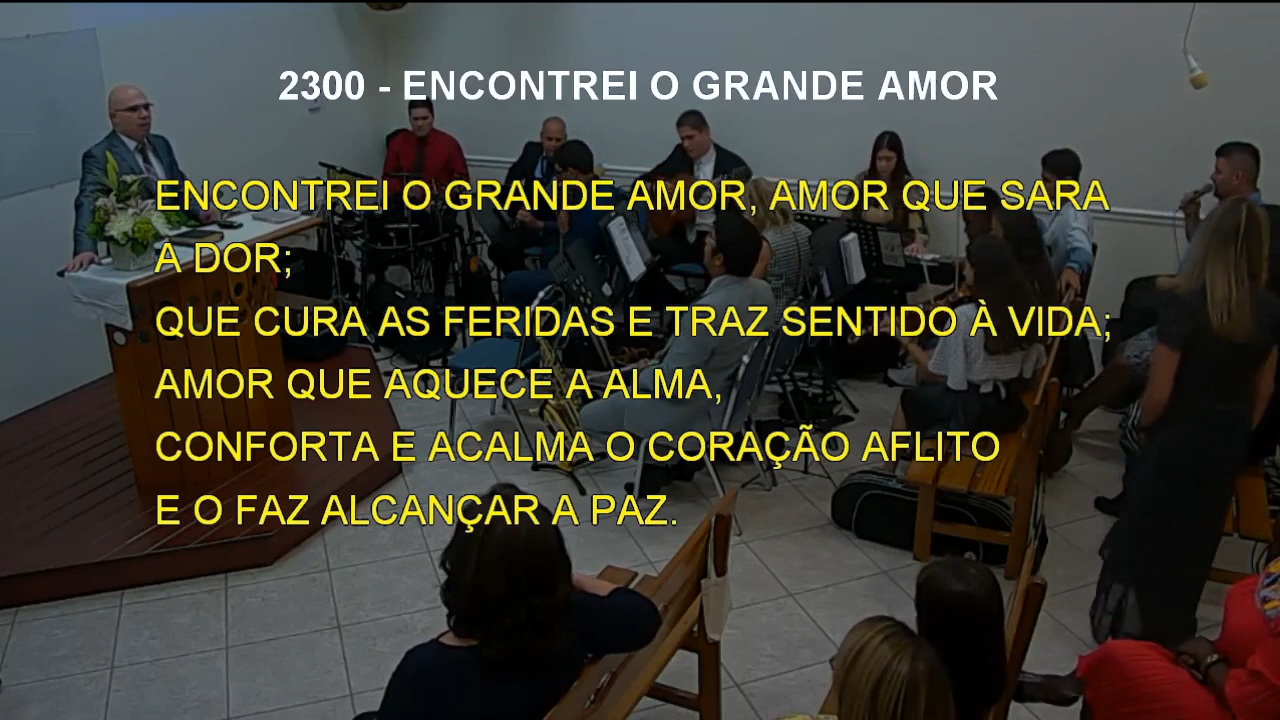 2300 - ENCONTREI O GRANDE AMOR
ENCONTREI O GRANDE AMOR, AMOR QUE SARA
A DOR;
QUE CURA AS FERIDAS E TRAZ SENTIDO À VIDA;
AMOR QUE AQUECE A ALMA,
CONFORTA E ACALMA O CORAÇÃO AFLITO
E O FAZ ALCANÇAR A PAZ.